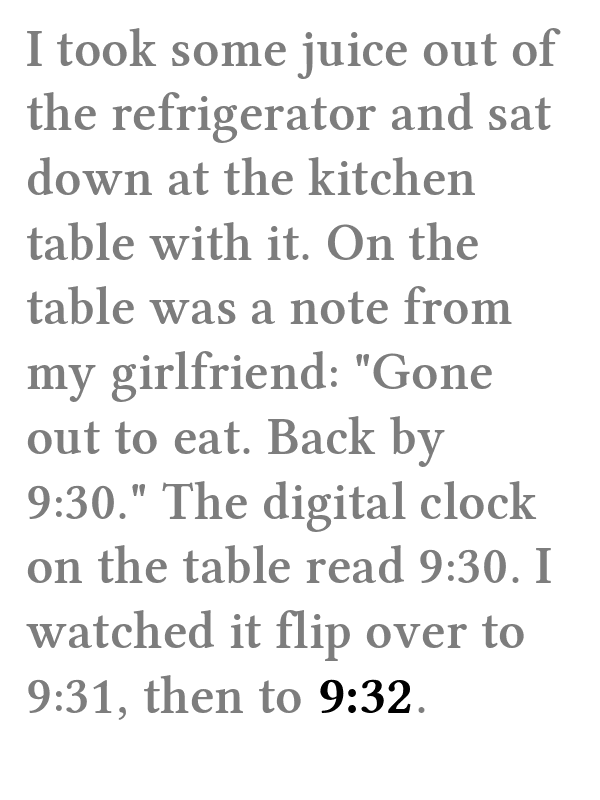 I took some juice out of
the refrigerator and sat
down at the kitchen
table with it. On the
table was a note from
my girlfriend: "Gone
out to eat. Back by
9:30." The digital clock
on the table read 9:30. I
watched it flip over to
9:31, then to 9:32.